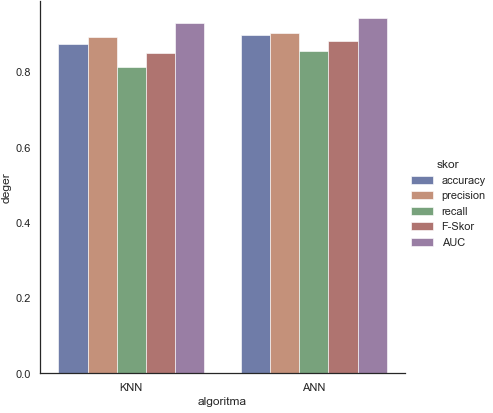 0.8
0.6
0.4
0.2
0.0
deger
KNN
ANN
algoritma
skor
accuracy
precision
recall
F-Skor
AUC